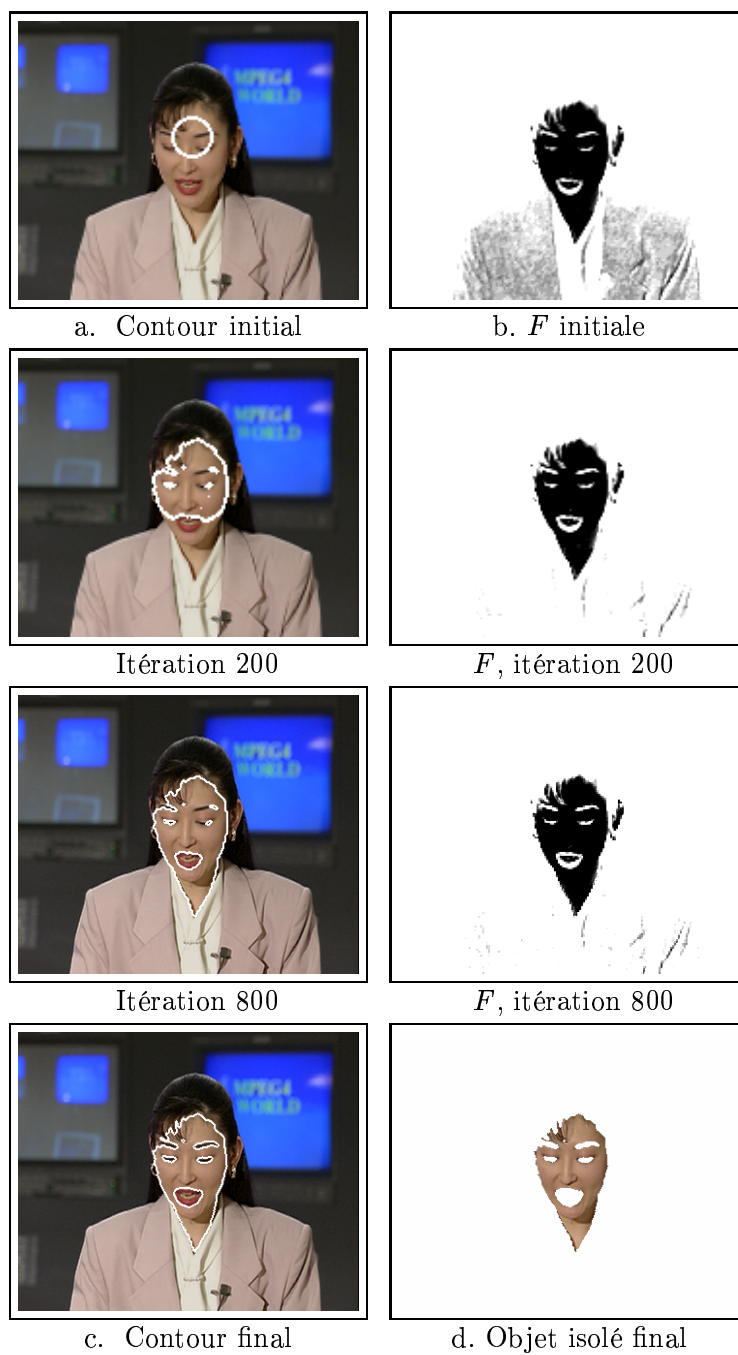 MPEG4
WORLD
a. Contour initial
b. F initiale
MPEG4
WORLD
Itération 200
F, itération 200
MPEG4
WORLD
Itération 800
F, itération 800
MPEG4
WORLD
c. Contour final
d. Objet isolé final